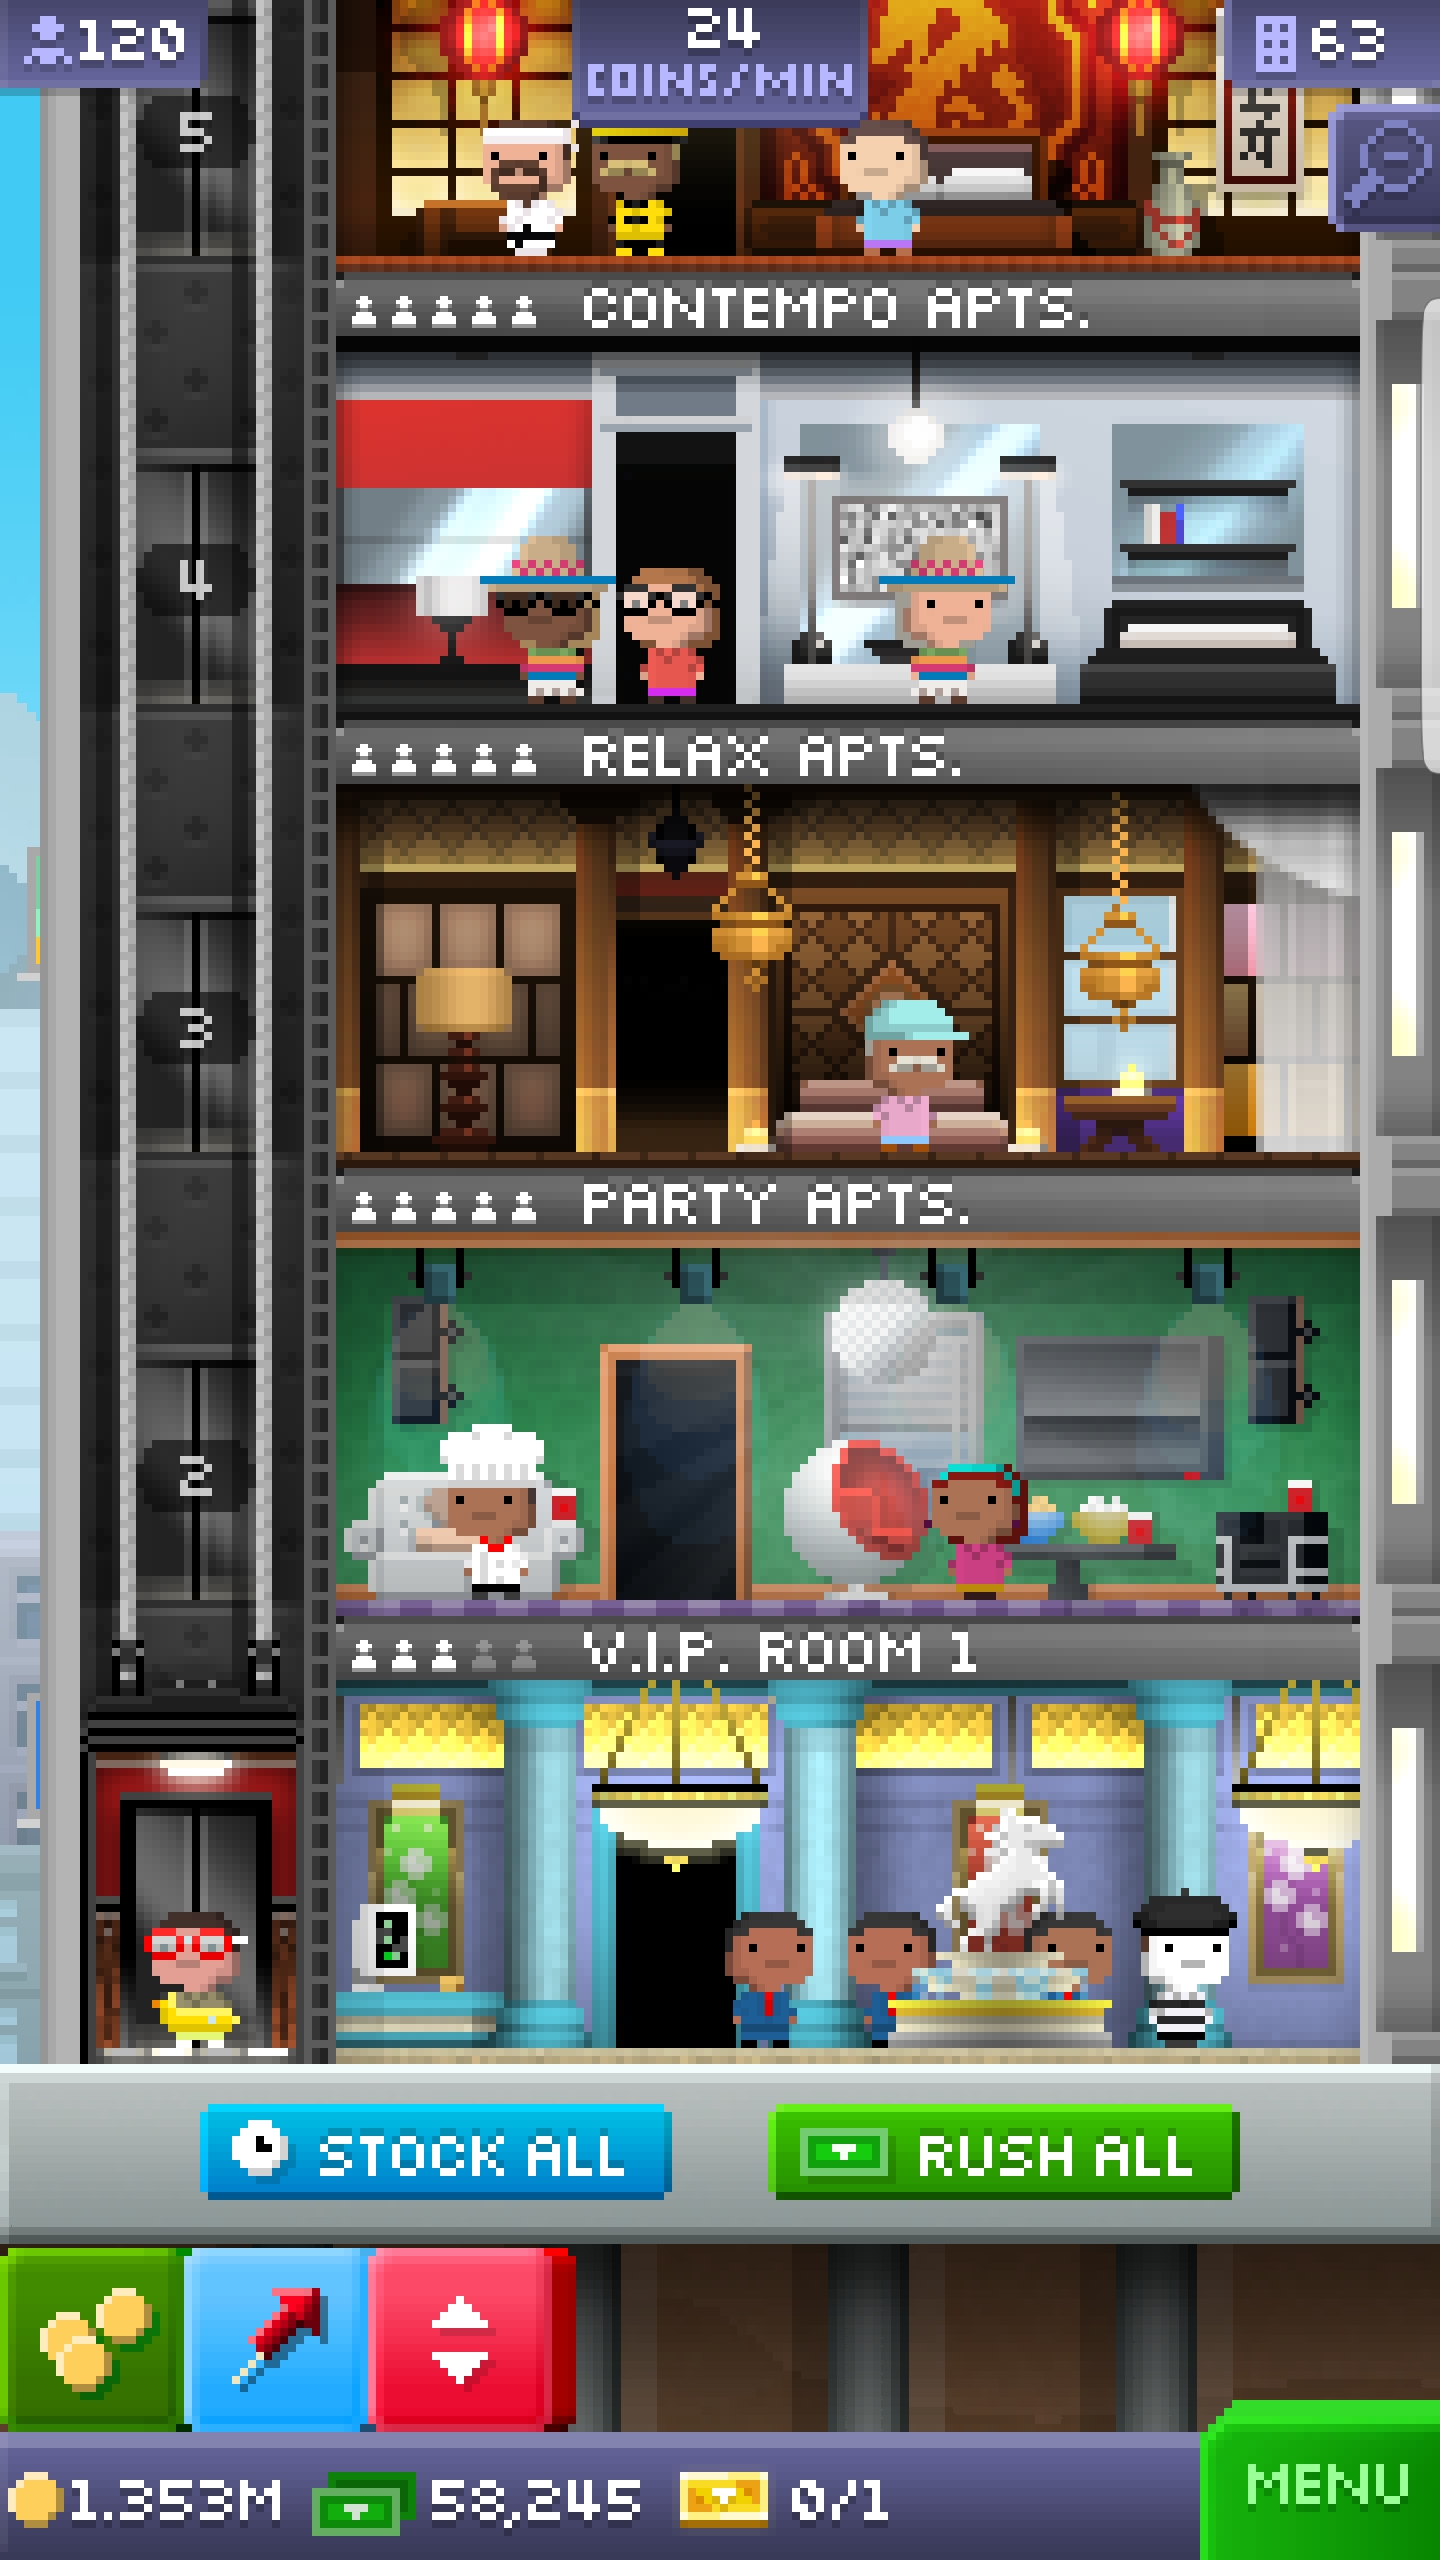 120
24
COINS/MIN
63
5
CONTEMPO APTS.
4
RELAX APTS.
3
PARTY APTS.
2
V.I.P. ROOM 1
STOCK ALL
RUSH ALL
1.353M
58,245
0/1
MENU